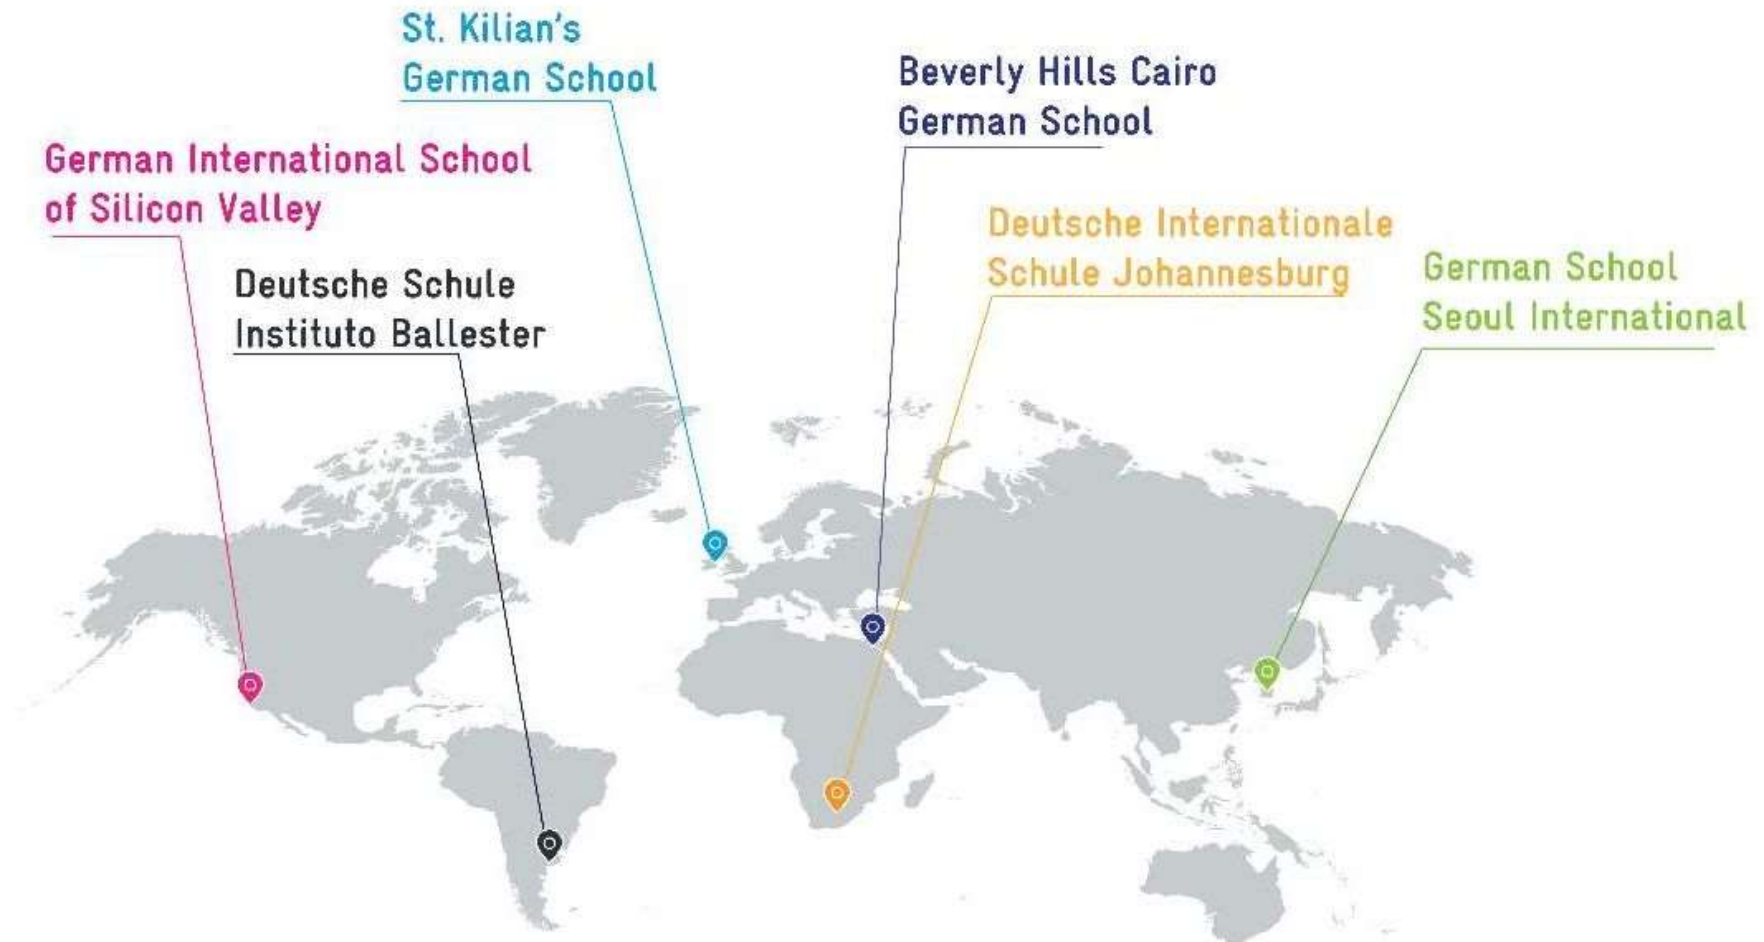 St. Kilian's
German School
Beverly Hills Cairo
German School
German International School
of Silicon Valley
Deutsche Internationale
Schule Johannesburg
German School
Seoul International
Deutsche Schule
Instituto Ballester